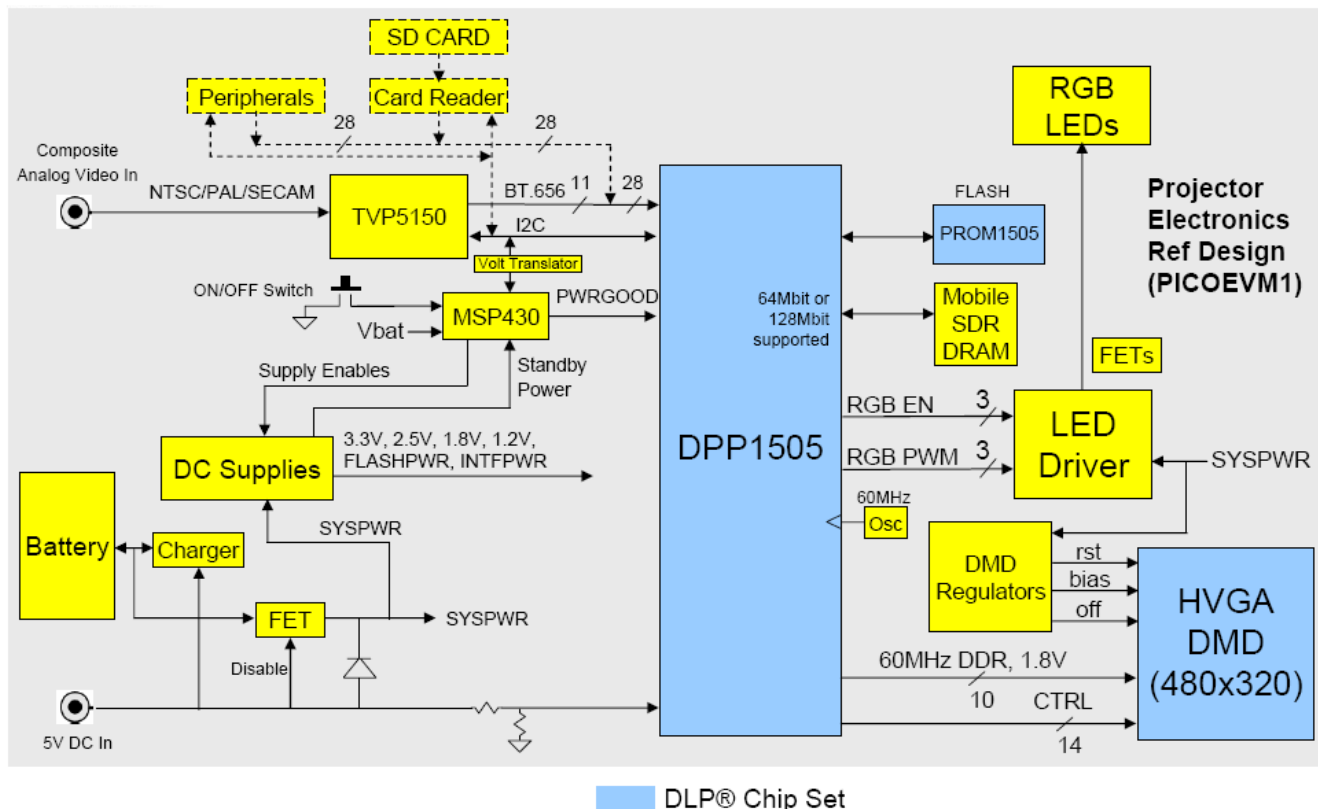 SD CARD
Peripherals
Card Reader
28
28
RGB
LEDs
Composite
Analog Video In
NTSC/PAL/SECAM
TVP5150
BT.656
11
28
I2C
Volt Translator
FLASH
PROM1505
Projector
Electronics
Ref Design
(PICOEVM1)
ON/OFF Switch
Vbat
MSP430
PWRGOOD
64Mbit or
128Mbit
supported
Mobile
SDR
DRAM
FETs
Supply Enables
Standby
Power
DPP1505
RGB EN
3
RGB PWM
3
LED
Driver
SYSPWR
DC Supplies
3.3V, 2.5V, 1.8V, 1.2V,
FLASHPWR, INTFPWR
60MHz
Osc
SYSPWR
Battery
Charger
DMD
Regulators
rst
bias
off
HVGA
DMD
(480x320)
FET
SYSPWR
Disable
60MHz DDR, 1.8V
10
CTRL
14
5V DC In
DLP® Chip Set